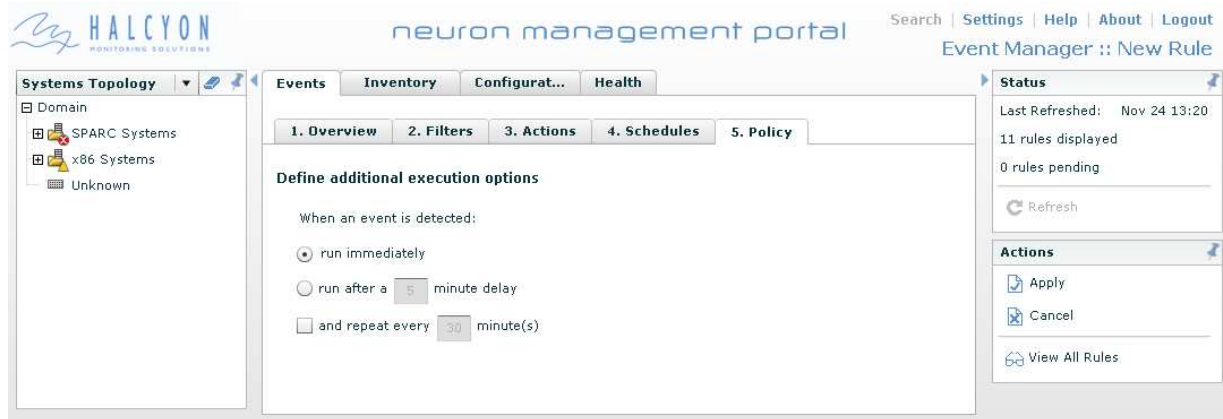 HALCYON
MONITORING SOLUTIONS
neuron management portal
Search | Settings | Help | About | Logout
Event Manager :: New Rule
Systems Topology
Domain
SPARC Systems
x86 Systems
Unknown
Events Inventory Configurat... Health
1. Overview 2. Filters 3. Actions 4. Schedules 5. Policy
Define additional execution options
When an event is detected:
run immediately
run after a 5 minute delay
and repeat every 30 minute(s)
Status
Last Refreshed: Nov 24 13:20
11 rules displayed
0 rules pending
Refresh
Actions
Apply
Cancel
View All Rules